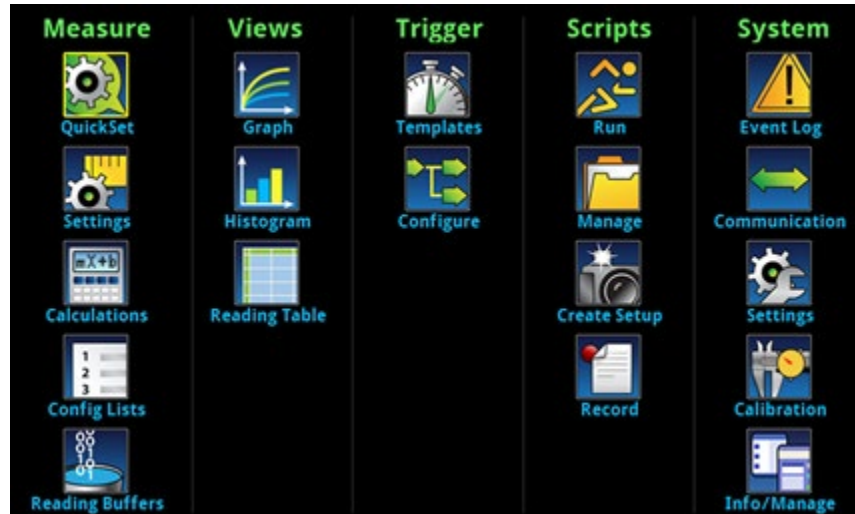 Measure
QuickSet
Settings
mX+b
Calculations
1
2
3
Config Lists
Reading Buffers
Views
Graph
Histogram
Reading Table
Trigger
Templates
Configure
Scripts
Run
Manage
Create Setup
Record
System
Event Log
Communication
Settings
Calibration
Info/Manage